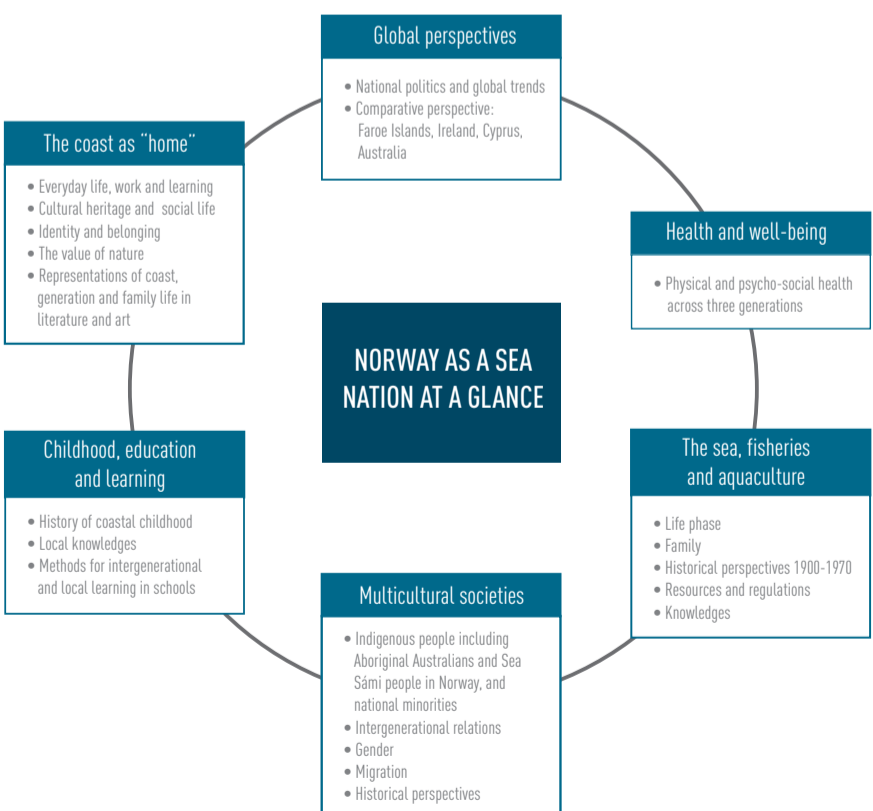 Global perspectives
• National politics and global trends
• Comparative perspective:
Faroe Islands, Ireland, Cyprus,
Australia
The coast as ¨home¨
• Everyday life, work and learning
• Cultural heritage and social life
• Identity and belonging
• The value of nature
• Representations of coast,
generation and family life in
literature and art
Health and well-being
• Physical and psycho-social health
across three generations
NORWAY AS A SEA
NATION AT A GLANCE
Childhood, education
and learning
• History of coastal childhood
• Local knowledges
• Methods for intergenerational
and local learning in schools
The sea, fisheries
and aquaculture
• Life phase
• Family
• Historical perspectives 1900-1970
• Resources and regulations
• Knowledges
Multicultural societies
• Indigenous people including
Aboriginal Australians and Sea
Sámi people in Norway, and
national minorities
• Intergenerational relations
• Gender
• Migration
• Historical perspectives